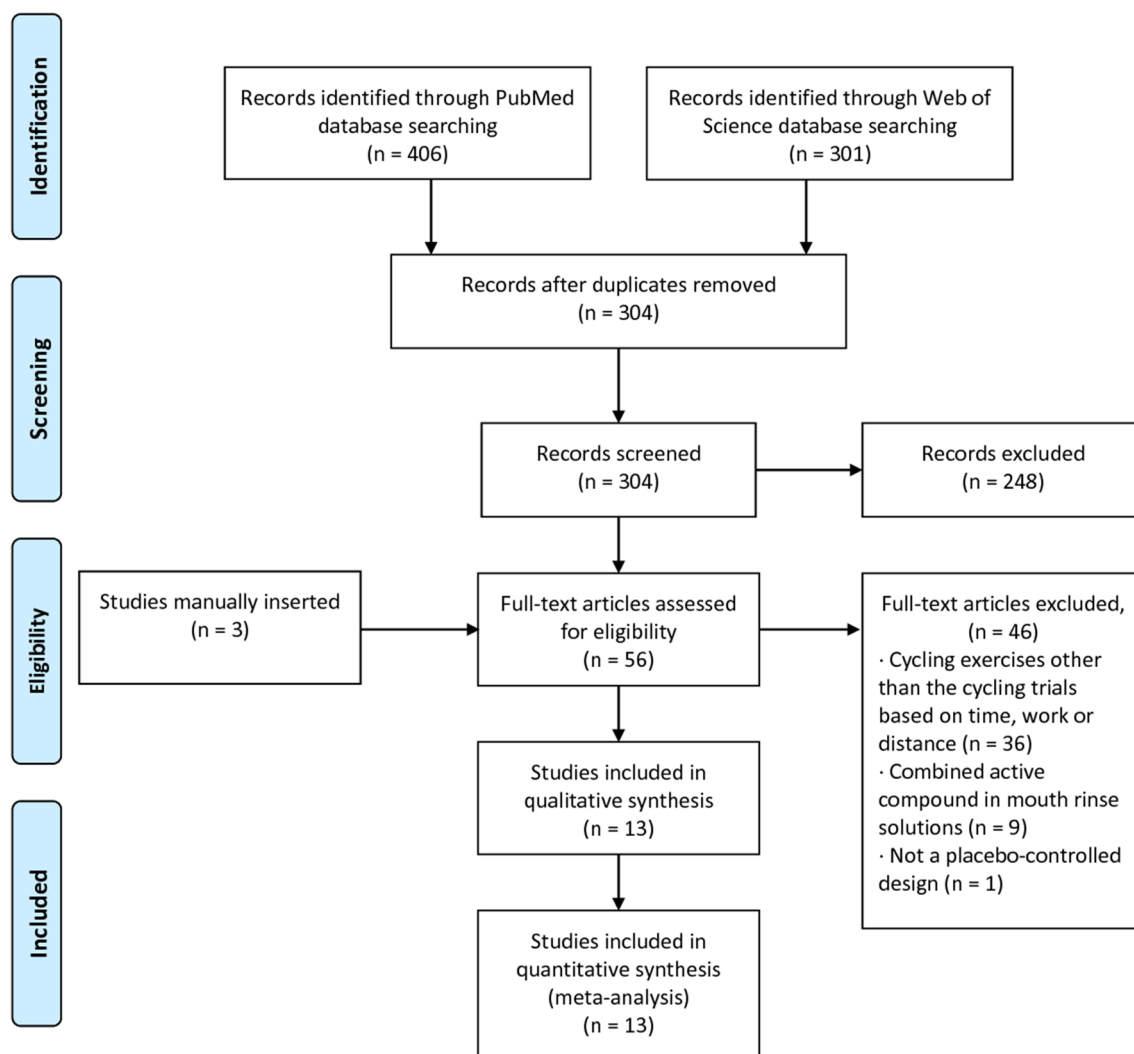 Identification
Records identified through PubMed
database searching
(n = 406)
Records identified through Web of
Science database searching
(n = 301)
Screening
Records after duplicates removed
(n = 304)
Records screened
(n = 304)
Records excluded
(n = 248)
Eligibility
Studies manually inserted
(n = 3)
Full-text articles assessed
for eligibility
(n = 56)
Full-text articles excluded,
(n = 46)
· Cycling exercises other
than the cycling trials
based on time, work or
distance (n = 36)
· Combined active
compound in mouth rinse
solutions (n = 9)
· Not a placebo-controlled
design (n = 1)
Studies included in
qualitative synthesis
(n = 13)
Included
Studies included in
quantitative synthesis
(meta-analysis)
(n = 13)